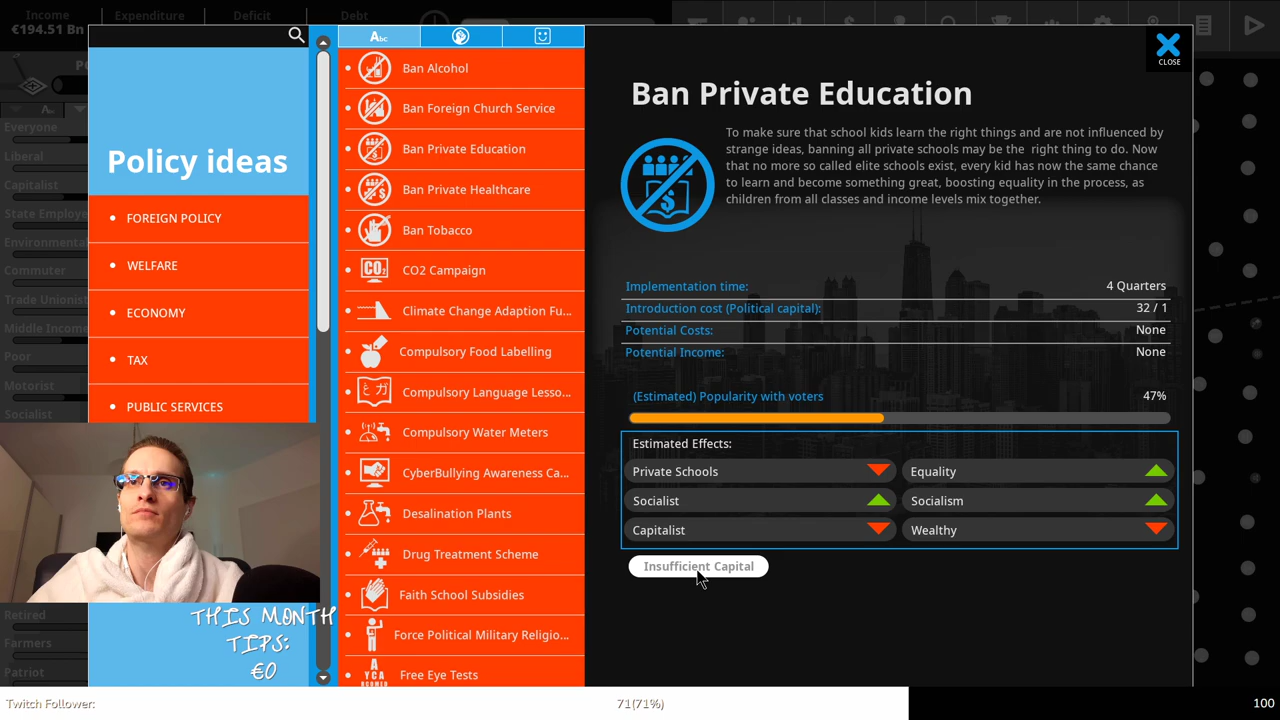 Income
Expenditure
Deficit
Debt
€194.51 Bn
CLOSE
Everyone
Liberal
Capitalist
State Employe
Environmenta
Commuter
Trade Unionist
Middle Income
Poor
Motorist
Socialist
Retired
Farmers
Patriot
Policy ideas
FOREIGN POLICY
WELFARE
ECONOMY
TAX
PUBLIC SERVICES
THIS MONTH
TIPS:
€0
Abc
Ban Alcohol
Ban Foreign Church Service
Ban Private Education
Ban Private Healthcare
Ban Tobacco
CO2 Campaign
Climate Change Adaption Fu...
Compulsory Food Labelling
Compulsory Language Lesso...
Compulsory Water Meters
CyberBullying Awareness Ca...
Desalination Plants
Drug Treatment Scheme
Faith School Subsidies
Force Political Military Religio...
Free Eye Tests
Ban Private Education
To make sure that school kids learn the right things and are not influenced by
strange ideas, banning all private schools may be the right thing to do. Now
that no more so called elite schools exist, every kid has now the same chance
to learn and become something great, boosting equality in the process, as
children from all classes and income levels mix together.
Implementation time: 4 Quarters
Introduction cost (Political capital): 32 / 1
Potential Costs: None
Potential Income: None
(Estimated) Popularity with voters 47%
Estimated Effects:
Private Schools Equality
Socialist Socialism
Capitalist Wealthy
Insufficient Capital
Twitch Follower: 71(71%) 100